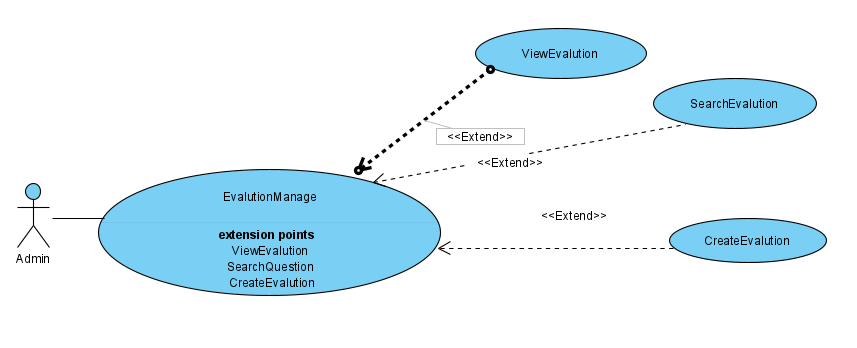 ViewEvalution
SearchEvalution
<<Extend>>
<<Extend>>
EvalutionManage
<<Extend>>
extension points
ViewEvalution
SearchQuestion
CreateEvalution
CreateEvalution
Admin